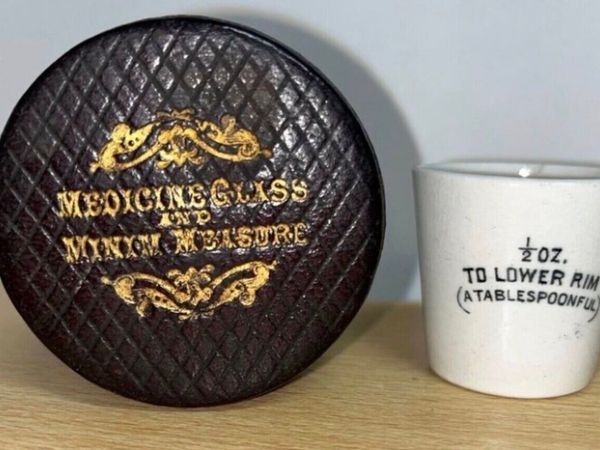 MEDICINE GLASS
AND
MINIM MEASURE
½ OZ.
TO LOWER RIM
(A TABLESPOONFUL)